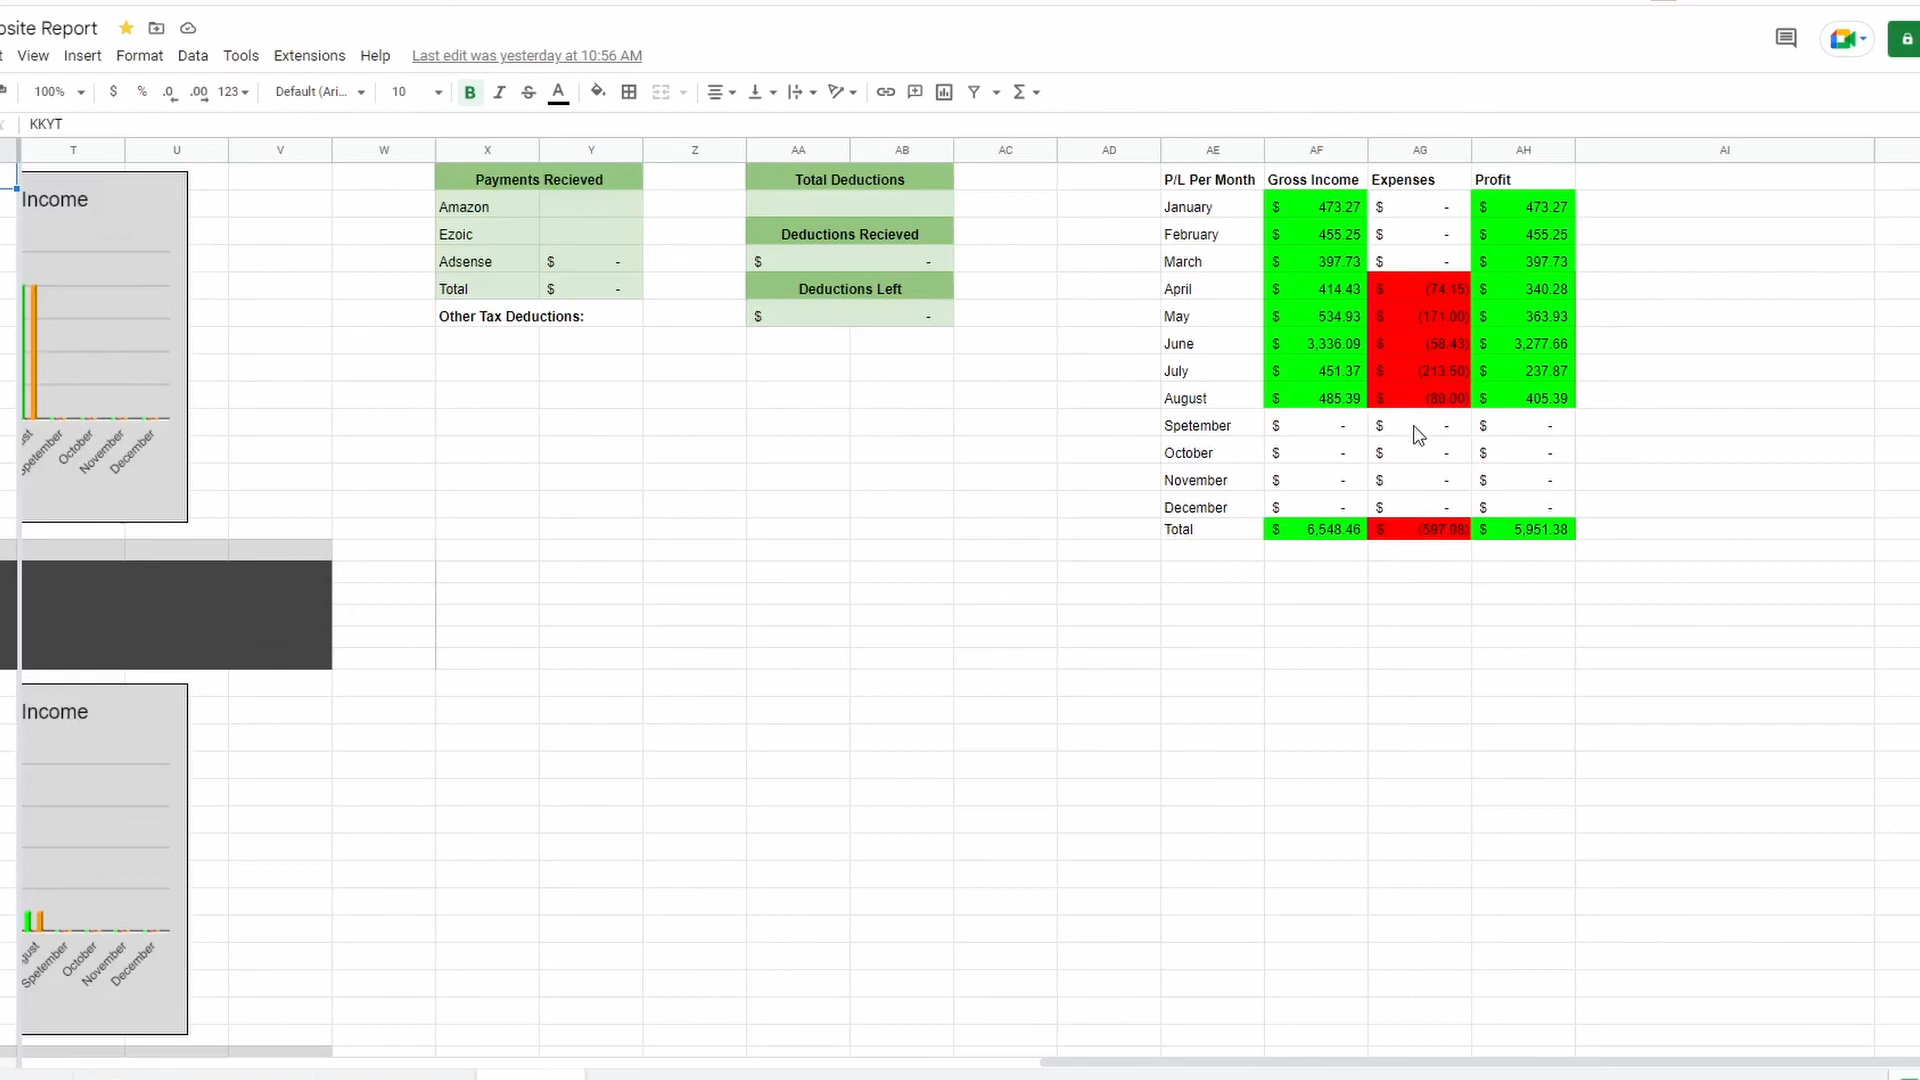 osite Report
t View Insert Format Data Tools Extensions Help Last edit was yesterday at 10:56 AM
100% $ % .0 .00 123 Default (Ari... 10 B I S A
KKYT
T U V W X Y Z AA AB AC AD AE AF AG AH AI
Payments Recieved Total Deductions P/L Per Month Gross Income Expenses Profit
Income
Amazon January $ 473.27 $ - $ 473.27
Ezoic Deductions Recieved February $ 455.25 $ - $ 455.25
Adsense $ - $ - March $ 397.73 $ - $ 397.73
Total $ - Deductions Left April $ 414.43 $ (74.15) $ 340.28
Other Tax Deductions: $ - May $ 534.93 $ (171.00) $ 363.93
June $ 3,336.09 $ (58.43) $ 3,277.66
July $ 451.37 $ (213.50) $ 237.87
August $ 485.39 $ (80.00) $ 405.39
Spetember $ - $ - $ -
October $ - $ - $ -
November $ - $ - $ -
December $ - $ - $ -
Total $ 6,548.46 $ (597.08) $ 5,951.38
ust
Spetember
October
November
December
Income
gust
Spetember
October
November
December